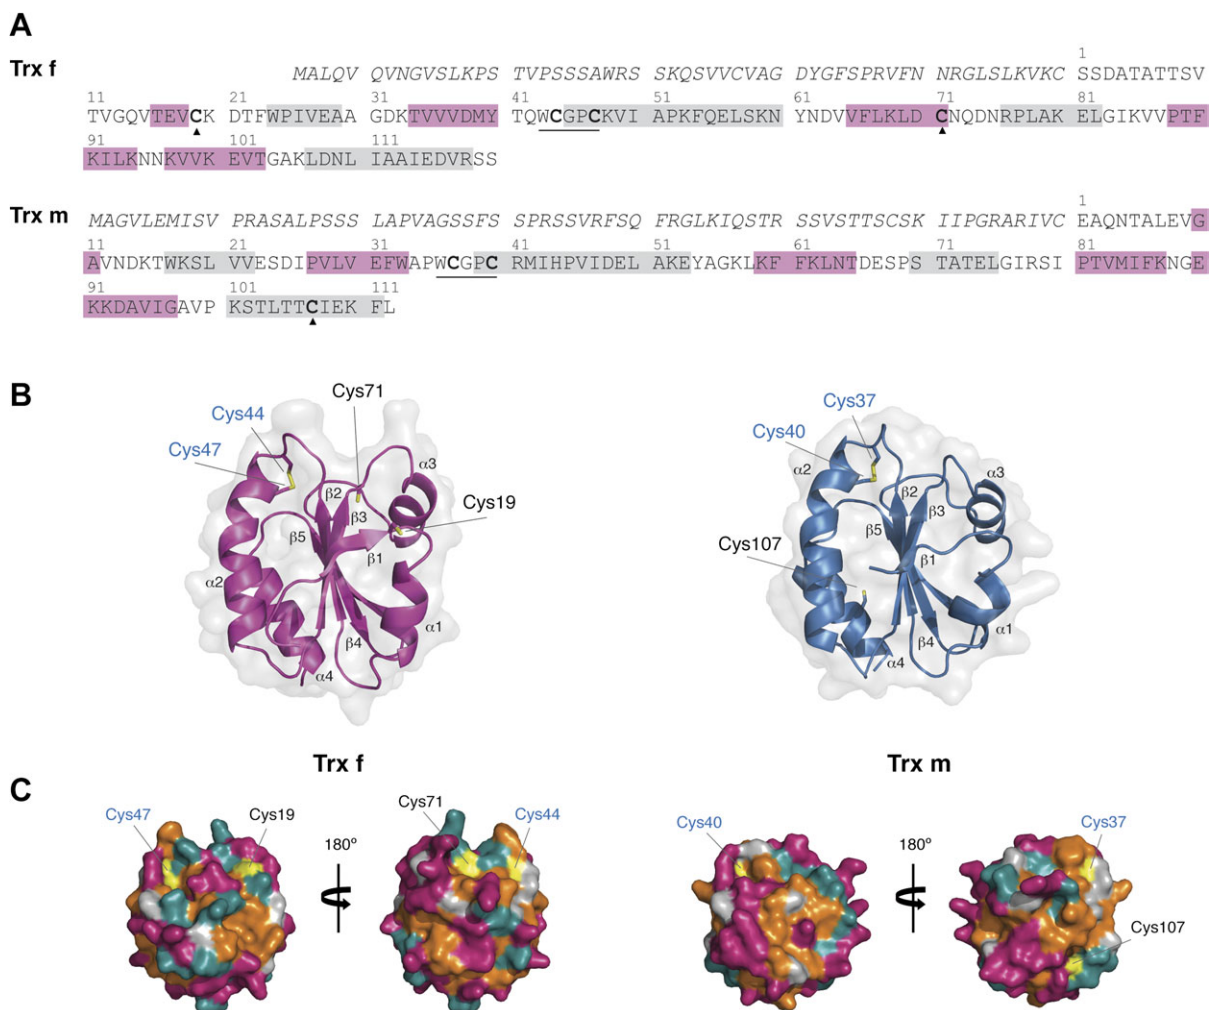 A
1
Trx f MALQV QVNGVSLKPS TVPSSSAWRS SKQSVVCVAG DYGFSPRVFN NRGLSLKVKC SSDATATTSV
11 21 31 41 51 61 71 81
TVGQVTEVCK DTFWPIVEAA GDKTVVVDMY TQWCGPCKVI APKFQELSKN YNDVVFLKLD CNQDNRPLAK ELGIKVVPTF
91 101 111
KILKNNKVVK EVTGAKLDNL IAAIEDVRSS
1
Trx m MAGVLEMISV PRASALPSSS LAPVAGSSFS SPRSSVRFSQ FRGLKIQSTR SSVSTTSCSK IIPGRARIVC EAQNTALEVG
11 21 31 41 51 61 71 81
AVNDKTWKSL VVESDIPVLV EFWAPWCGPC RMIHPVIDEL AKEYAGKLKF FKLNTDESPS TATELGIRSI PTVMIFKNGE
91 101 111
KKDAVIGAVP KSTLTTCIEK FL
B
Cys71
Cys44
Cys47
α3
Cys19
β2
β3
β5
β1
α2
α1
β4
α4
Cys37
Cys40
α2
α3
β2
β3
β5
Cys107
β1
α1
β4
α4
Trx f
Trx m
C
Cys47
Cys19
180º
Cys71
Cys44
Cys40
180º
Cys37
Cys107